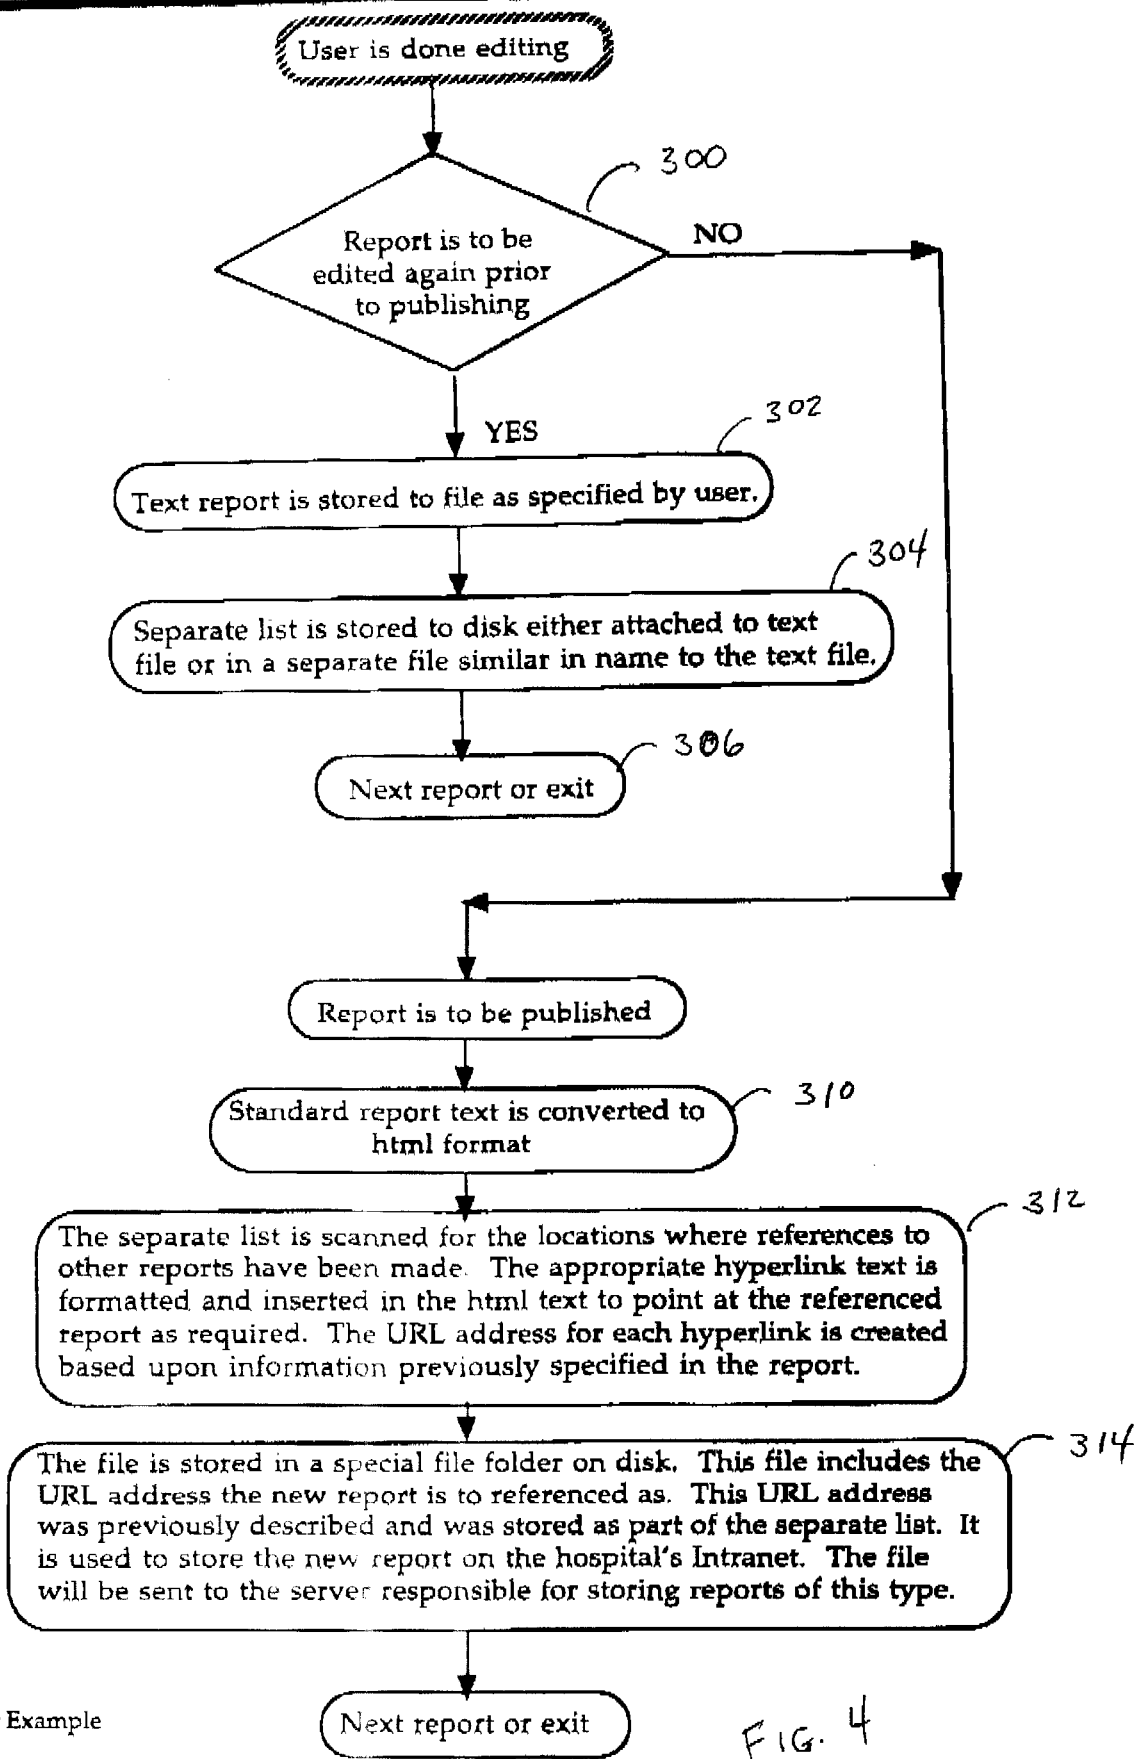 User is done editing
300
Report is to be
edited again prior
to publishing
NO
YES
302
Text report is stored to file as specified by user.
304
Separate list is stored to disk either attached to text
file or in a separate file similar in name to the text file.
306
Next report or exit
Report is to be published
310
Standard report text is converted to
html format
312
The separate list is scanned for the locations where references to
other reports have been made. The appropriate hyperlink text is
formatted and inserted in the html text to point at the referenced
report as required. The URL address for each hyperlink is created
based upon information previously specified in the report.
314
The file is stored in a special file folder on disk. This file includes the
URL address the new report is to referenced as. This URL address
was previously described and was stored as part of the separate list. It
is used to store the new report on the hospital's Intranet. The file
will be sent to the server responsible for storing reports of this type.
Example
Next report or exit
FIG. 4